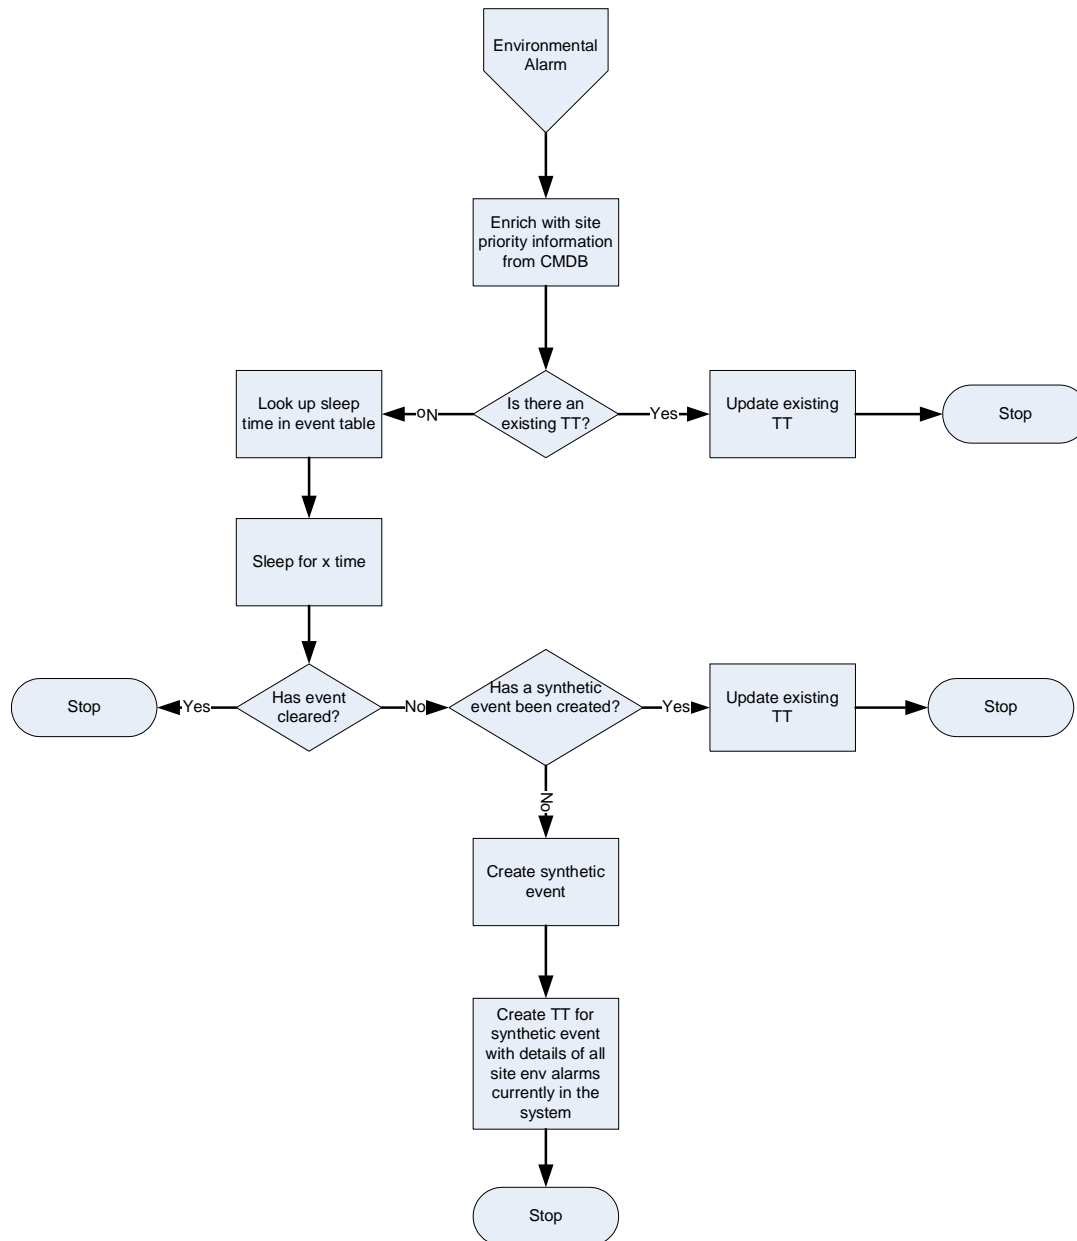 Environmental
Alarm
Enrich with site
priority information
from CMDB
Look up sleep
time in event table
No
Is there an
existing TT?
Yes
Update existing
TT
Stop
Sleep for x time
Stop
Yes
Has event
cleared?
No
Has a synthetic
event been created?
Yes
Update existing
TT
Stop
No
Create synthetic
event
Create TT for
synthetic event
with details of all
site env alarms
currently in the
system
Stop